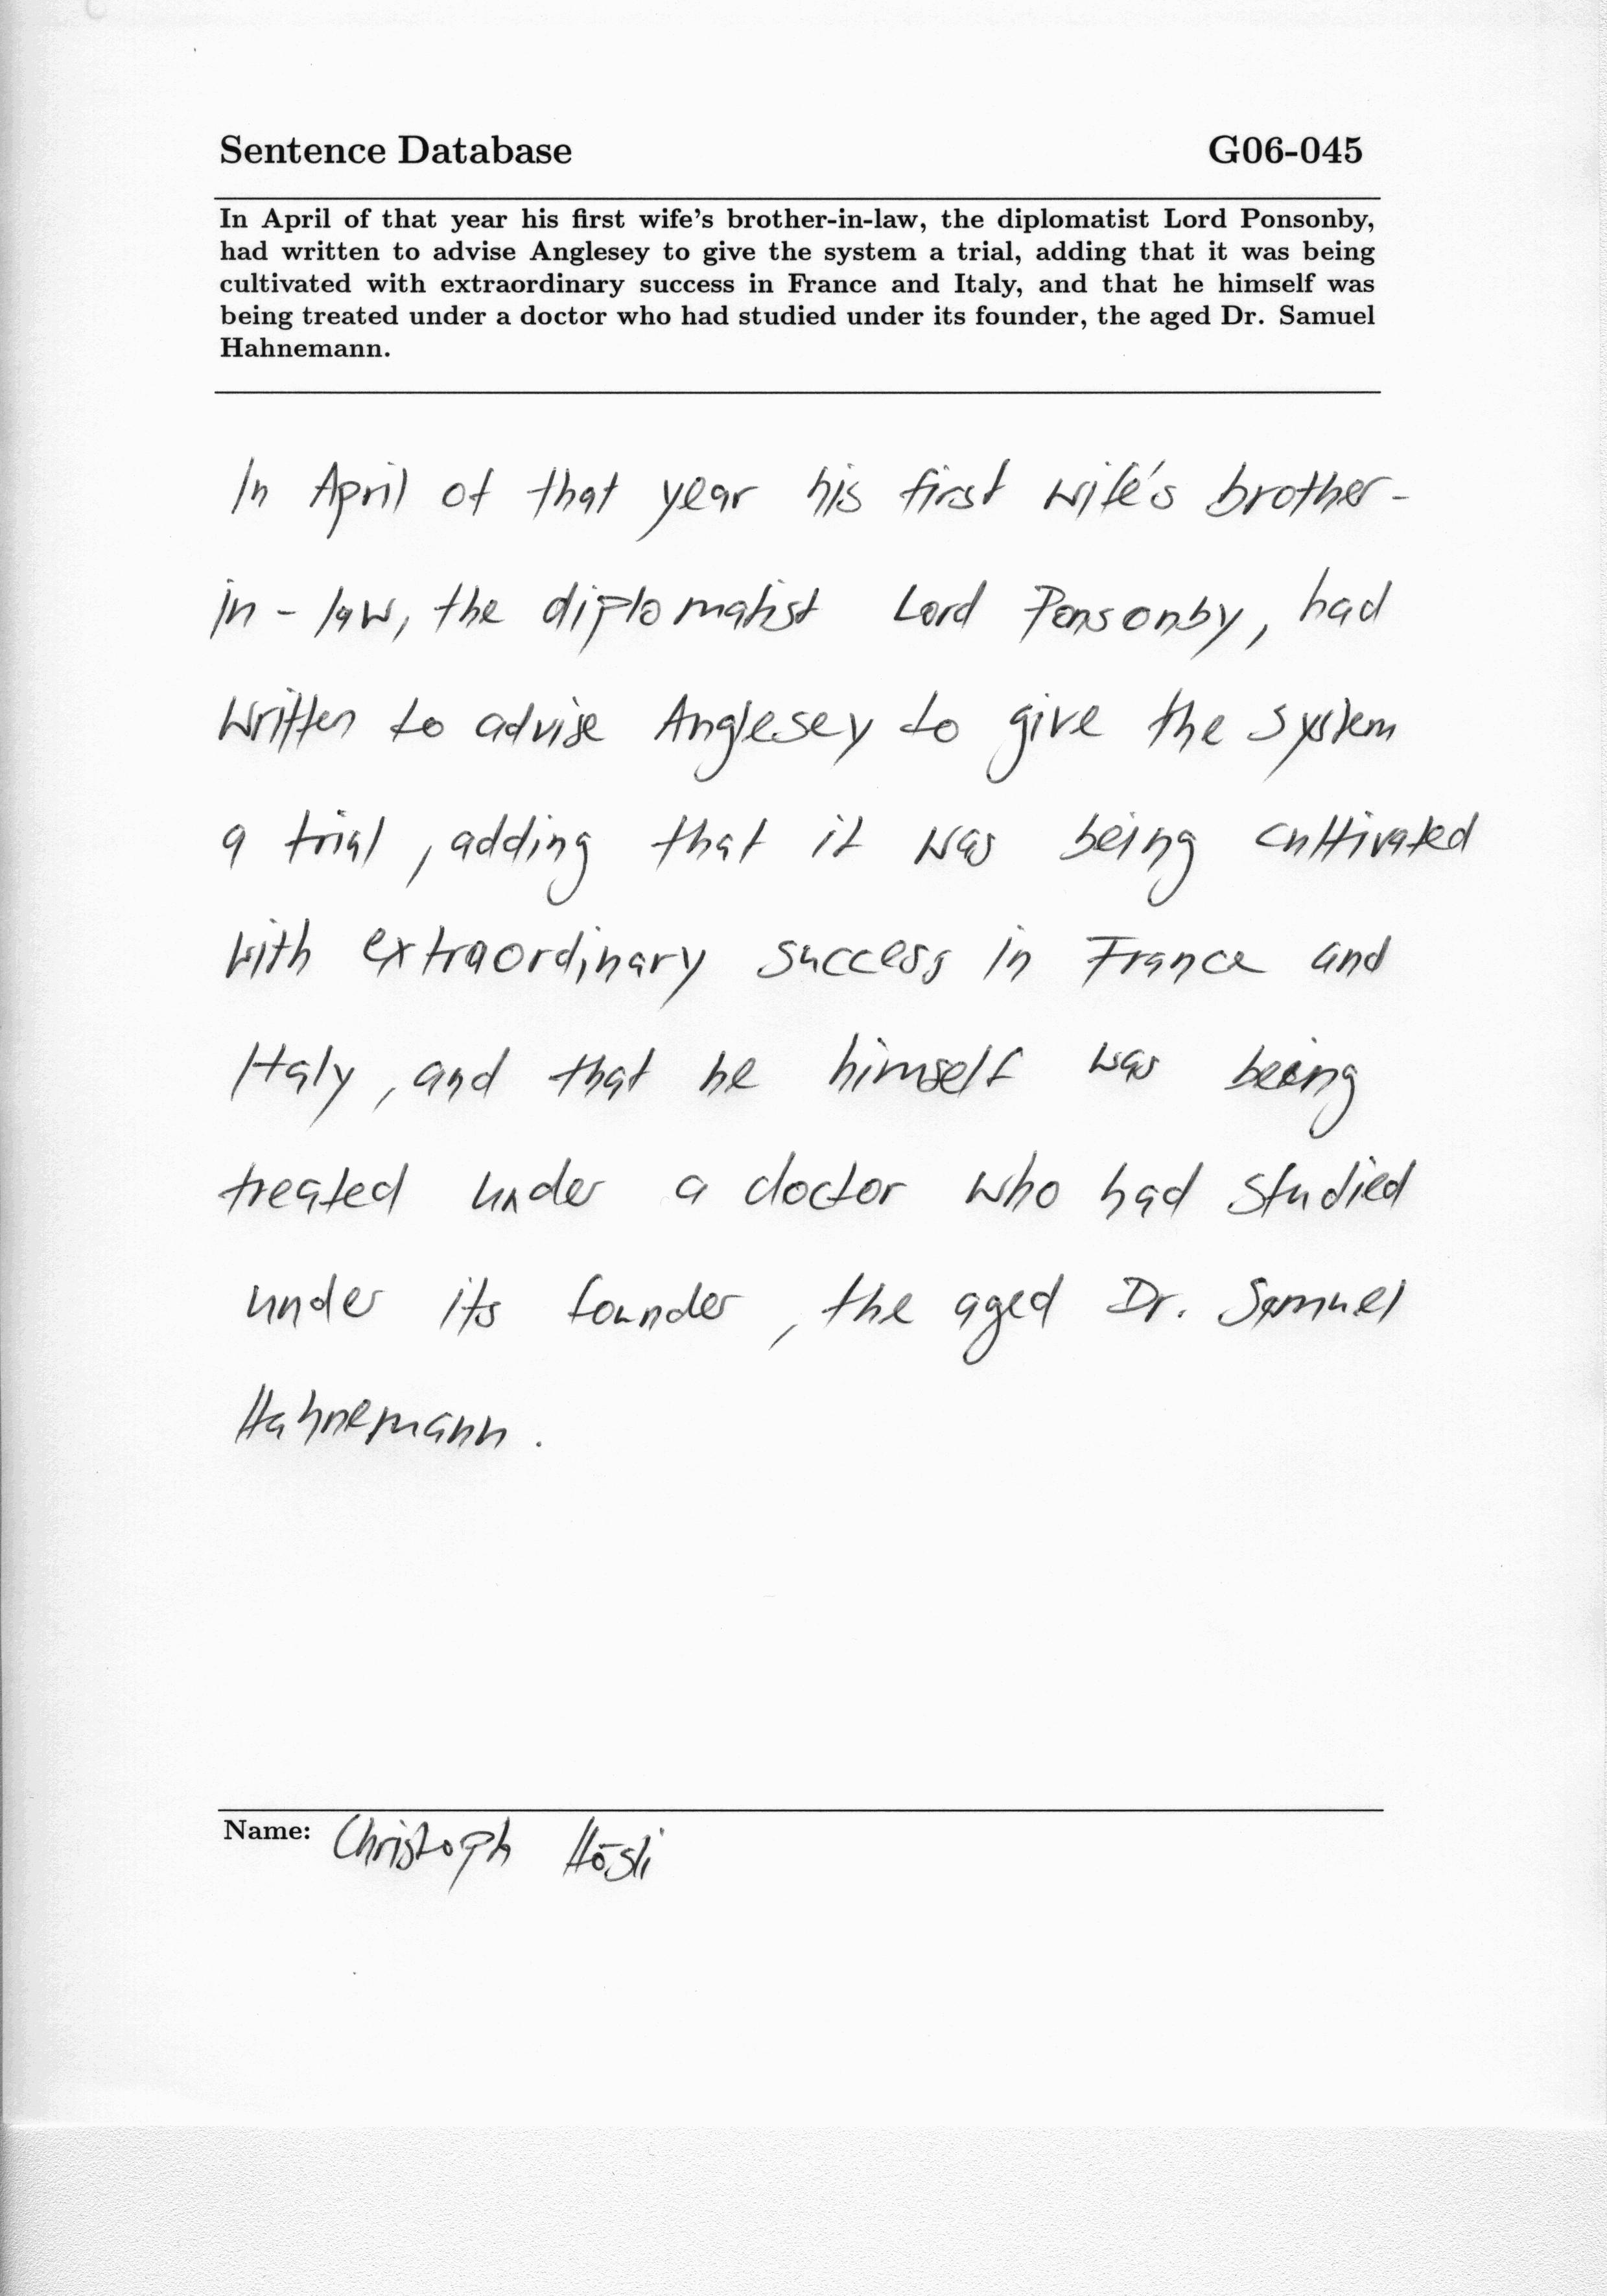 Sentence Database G06-045
In April of that year his first wife's brother-in-law, the diplomatist Lord Ponsonby,
had written to advise Anglesey to give the system a trial, adding that it was being
cultivated with extraordinary success in France and Italy, and that he himself was
being treated under a doctor who had studied under its founder, the aged Dr. Samuel
Hahnemann.
In April of that year his first wife's brother-
in-law, the diplomatist Lord Ponsonby, had
written to advise Anglesey to give the system
a trial, adding that it was being cultivated
with extraordinary success in France and
Italy, and that he himself was being
treated under a doctor who had studied
under its founder, the aged Dr. Samuel
Hahnemann.
Name: Christoph Hösli